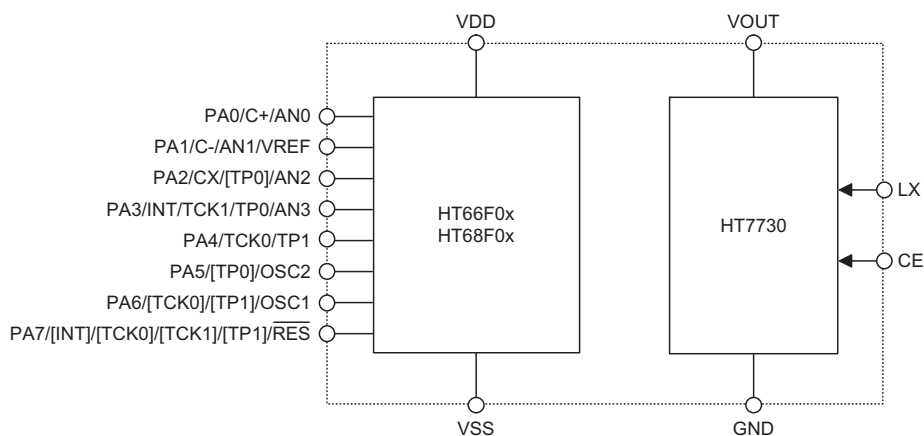 VDD
VOUT
PA0/C+/AN0
PA1/C-/AN1/VREF
PA2/CX/[TP0]/AN2
PA3/INT/TCK1/TP0/AN3
PA4/TCK0/TP1
PA5/[TP0]/OSC2
PA6/[TCK0]/[TP1]/OSC1
PA7/[INT]/[TCK0]/[TCK1]/[TP1]/R̅E̅S̅
HT66F0x
HT68F0x
HT7730
LX
CE
VSS
GND